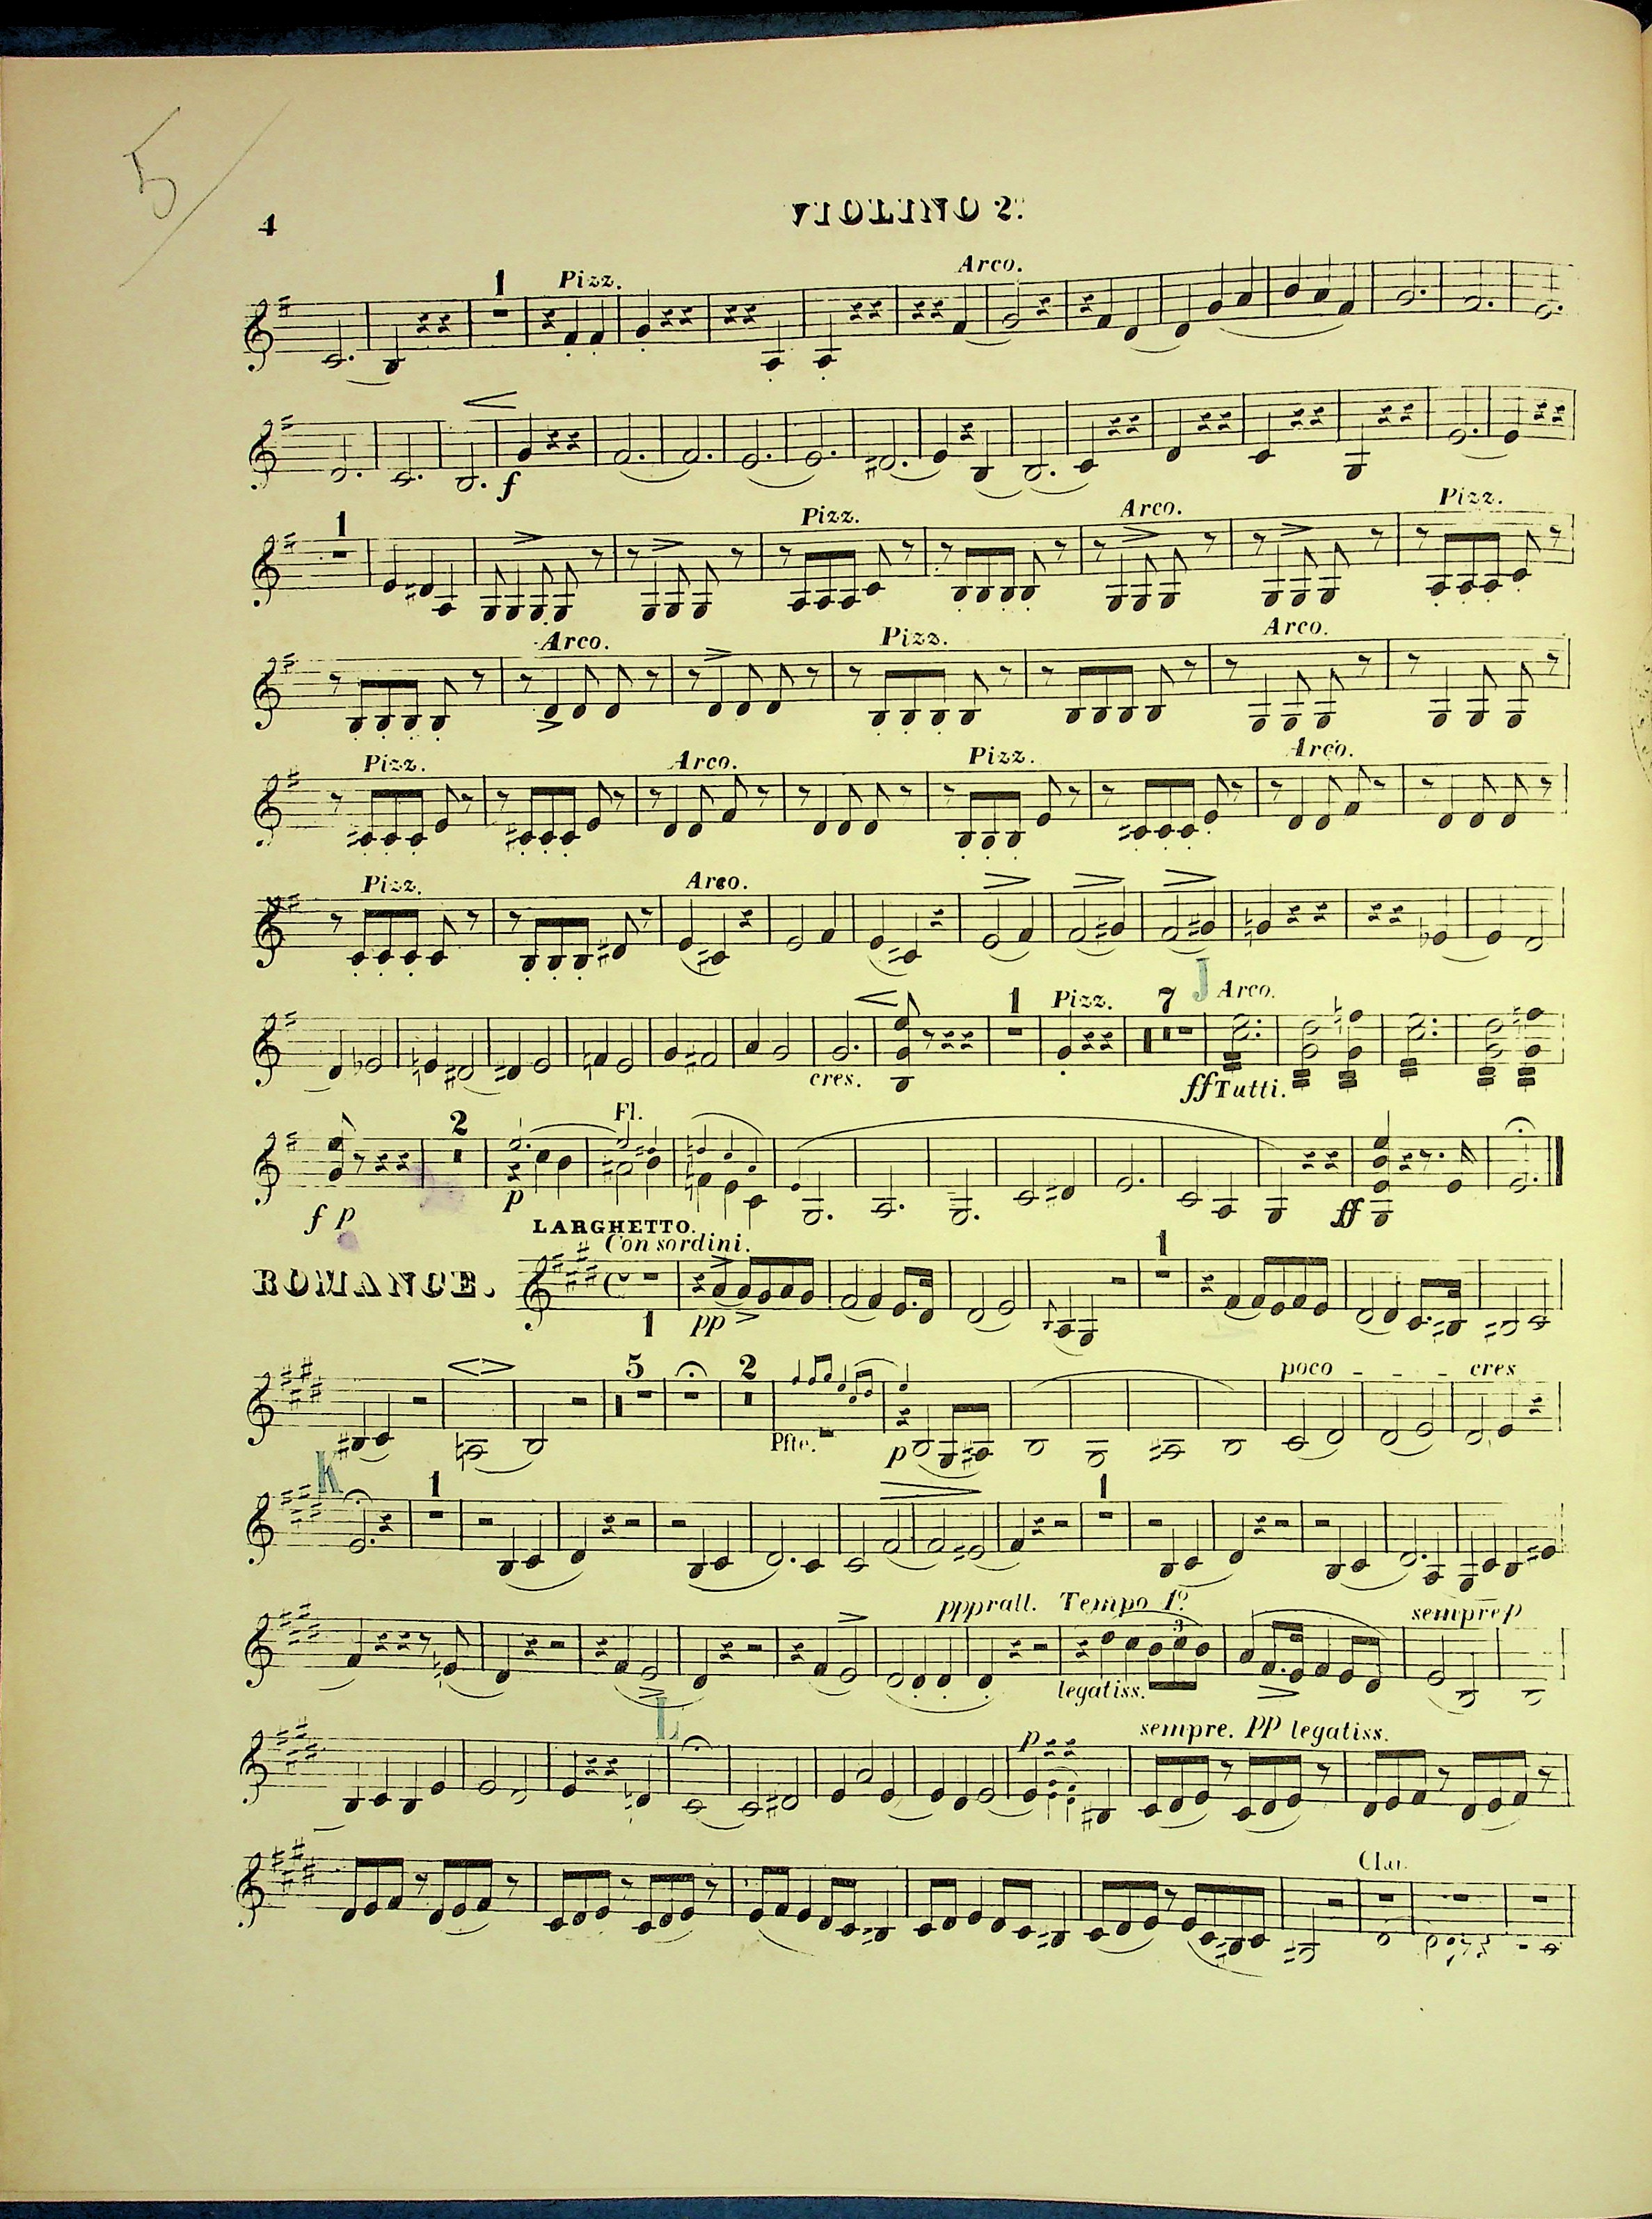 5
4
VIOLINO 2º
1 Pizz. Arco.
f
1 Pizz. Arco. Pizz.
Arco. Pizz. Arco.
Pizz. Arco. Pizz. Arco.
Pizz. Arco.
cres. 1 Pizz. 7 J Arco.
ff Tutti.
2 Fl.
f p p ff
LARGHETTO.
Con sordini.
ROMANCE.
1 pp 1
5 2 poco - - - cres
Pfte. p
K 1 1
ppp rall. Tempo 1º 3 sempre p
legatiss.
L p sempre. pp legatiss.
Clar.